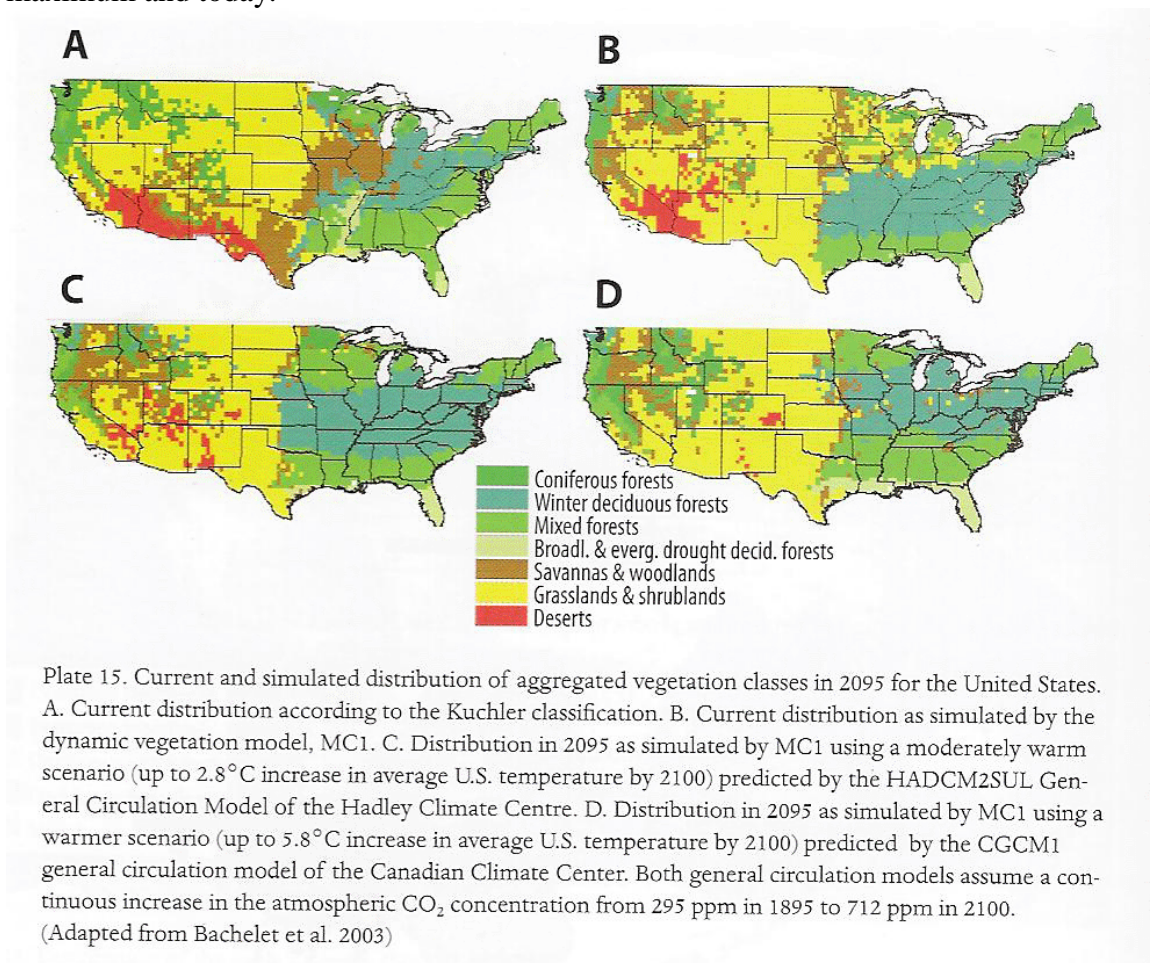 maximum and today.
A
B
C
D
Coniferous forests
Winter deciduous forests
Mixed forests
Broadl. & everg. drought decid. forests
Savannas & woodlands
Grasslands & shrublands
Deserts
Plate 15. Current and simulated distribution of aggregated vegetation classes in 2095 for the United States.
A. Current distribution according to the Kuchler classification. B. Current distribution as simulated by the
dynamic vegetation model, MC1. C. Distribution in 2095 as simulated by MC1 using a moderately warm
scenario (up to 2.8°C increase in average U.S. temperature by 2100) predicted by the HADCM2SUL Gen-
eral Circulation Model of the Hadley Climate Centre. D. Distribution in 2095 as simulated by MC1 using a
warmer scenario (up to 5.8°C increase in average U.S. temperature by 2100) predicted by the CGCM1
general circulation model of the Canadian Climate Center. Both general circulation models assume a con-
tinuous increase in the atmospheric CO₂ concentration from 295 ppm in 1895 to 712 ppm in 2100.
(Adapted from Bachelet et al. 2003)